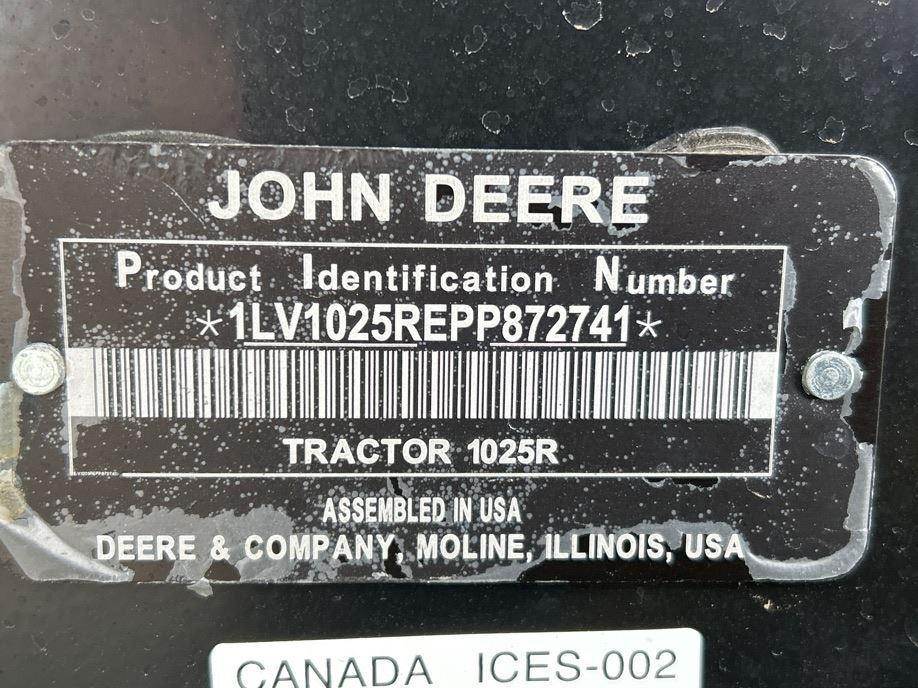 JOHN DEERE
Product Identification Number
*1LV1025REPP872741*
TRACTOR 1025R
ASSEMBLED IN USA
DEERE & COMPANY, MOLINE, ILLINOIS, USA
CANADA ICES-002